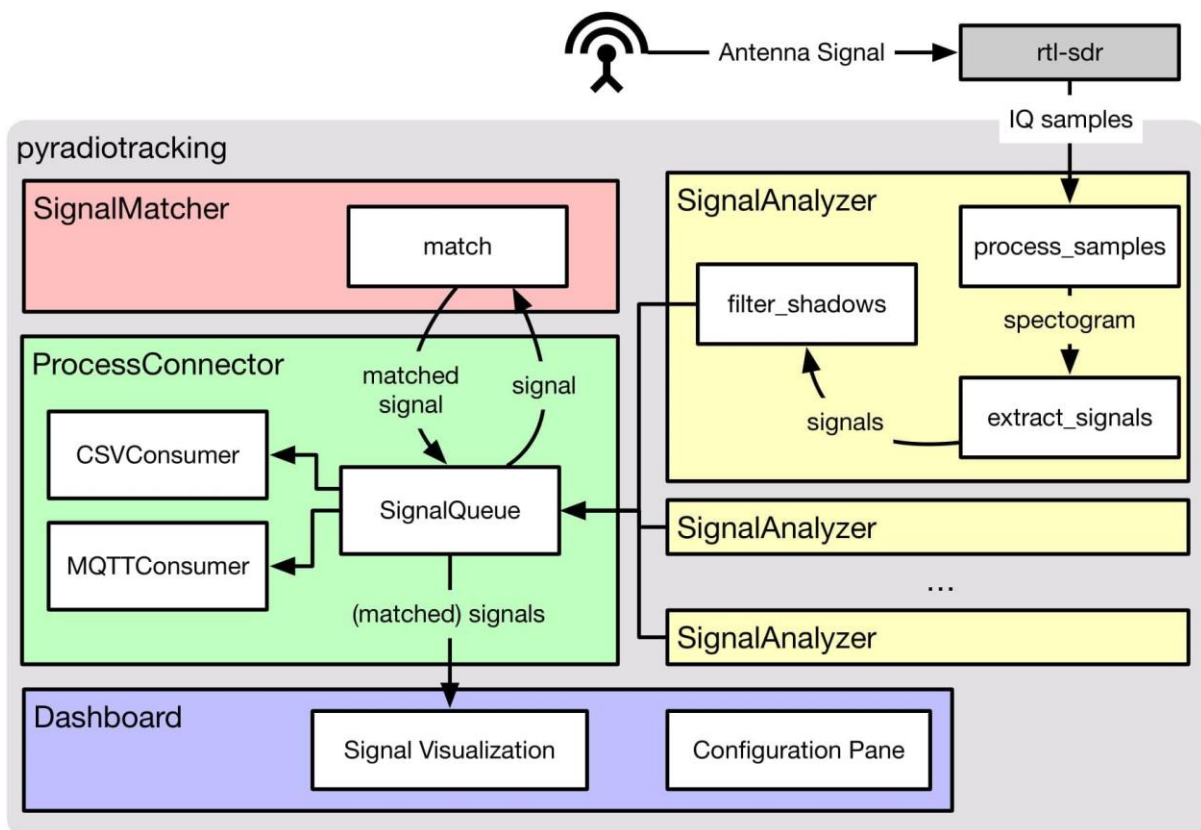 Antenna Signal
rtl-sdr
IQ samples
pyradiotracking
SignalMatcher
match
matched
signal
signal
SignalAnalyzer
process_samples
spectogram
extract_signals
signals
filter_shadows
SignalAnalyzer
...
SignalAnalyzer
ProcessConnector
CSVConsumer
MQTTConsumer
SignalQueue
(matched) signals
Dashboard
Signal Visualization
Configuration Pane